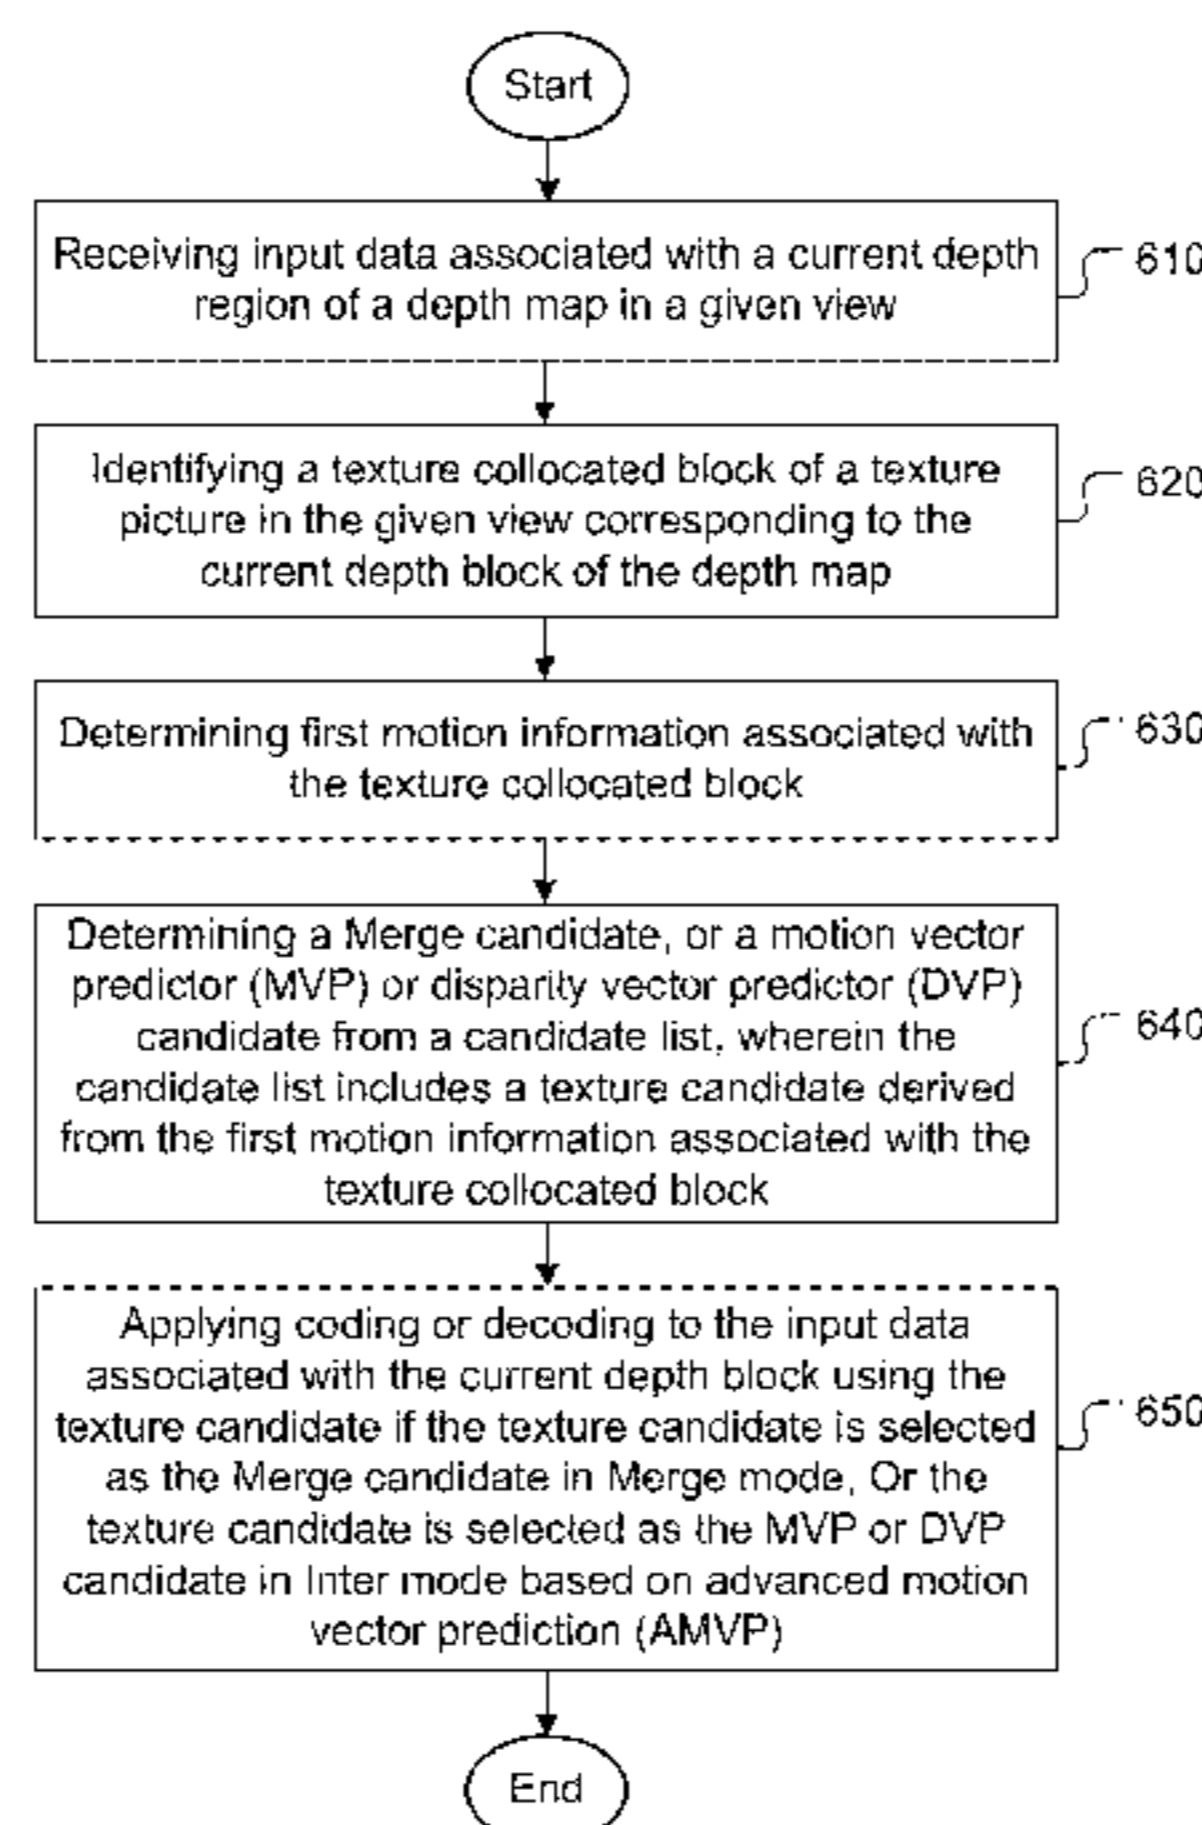 Start
Receiving input data associated with a current depth
region of a depth map in a given view
610
Identifying a texture collocated block of a texture
picture in the given view corresponding to the
current depth block of the depth map
620
Determining first motion information associated with
the texture collocated block
630
Determining a Merge candidate, or a motion vector
predictor (MVP) or disparity vector predictor (DVP)
candidate from a candidate list, wherein the
candidate list includes a texture candidate derived
from the first motion information associated with the
texture collocated block
640
Applying coding or decoding to the input data
associated with the current depth block using the
texture candidate if the texture candidate is selected
as the Merge candidate in Merge mode, Or the
texture candidate is selected as the MVP or DVP
candidate in Inter mode based on advanced motion
vector prediction (AMVP)
650
End